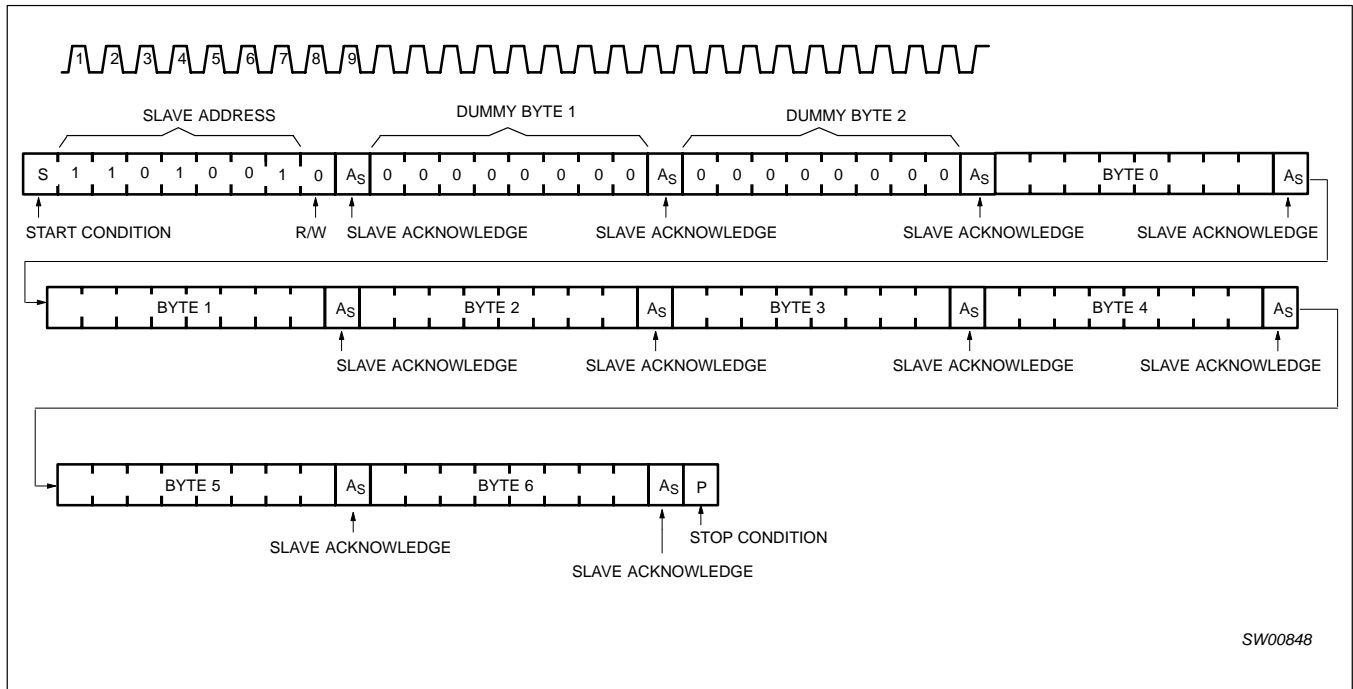 1 2 3 4 5 6 7 8 9
SLAVE ADDRESS DUMMY BYTE 1 DUMMY BYTE 2
S 1 1 0 1 0 0 1 0 AS 0 0 0 0 0 0 0 0 AS 0 0 0 0 0 0 0 0 AS BYTE 0 AS
START CONDITION R/W SLAVE ACKNOWLEDGE SLAVE ACKNOWLEDGE SLAVE ACKNOWLEDGE SLAVE ACKNOWLEDGE
BYTE 1 AS BYTE 2 AS BYTE 3 AS BYTE 4 AS
SLAVE ACKNOWLEDGE SLAVE ACKNOWLEDGE SLAVE ACKNOWLEDGE SLAVE ACKNOWLEDGE
BYTE 5 AS BYTE 6 AS P
SLAVE ACKNOWLEDGE STOP CONDITION
SLAVE ACKNOWLEDGE
SW00848